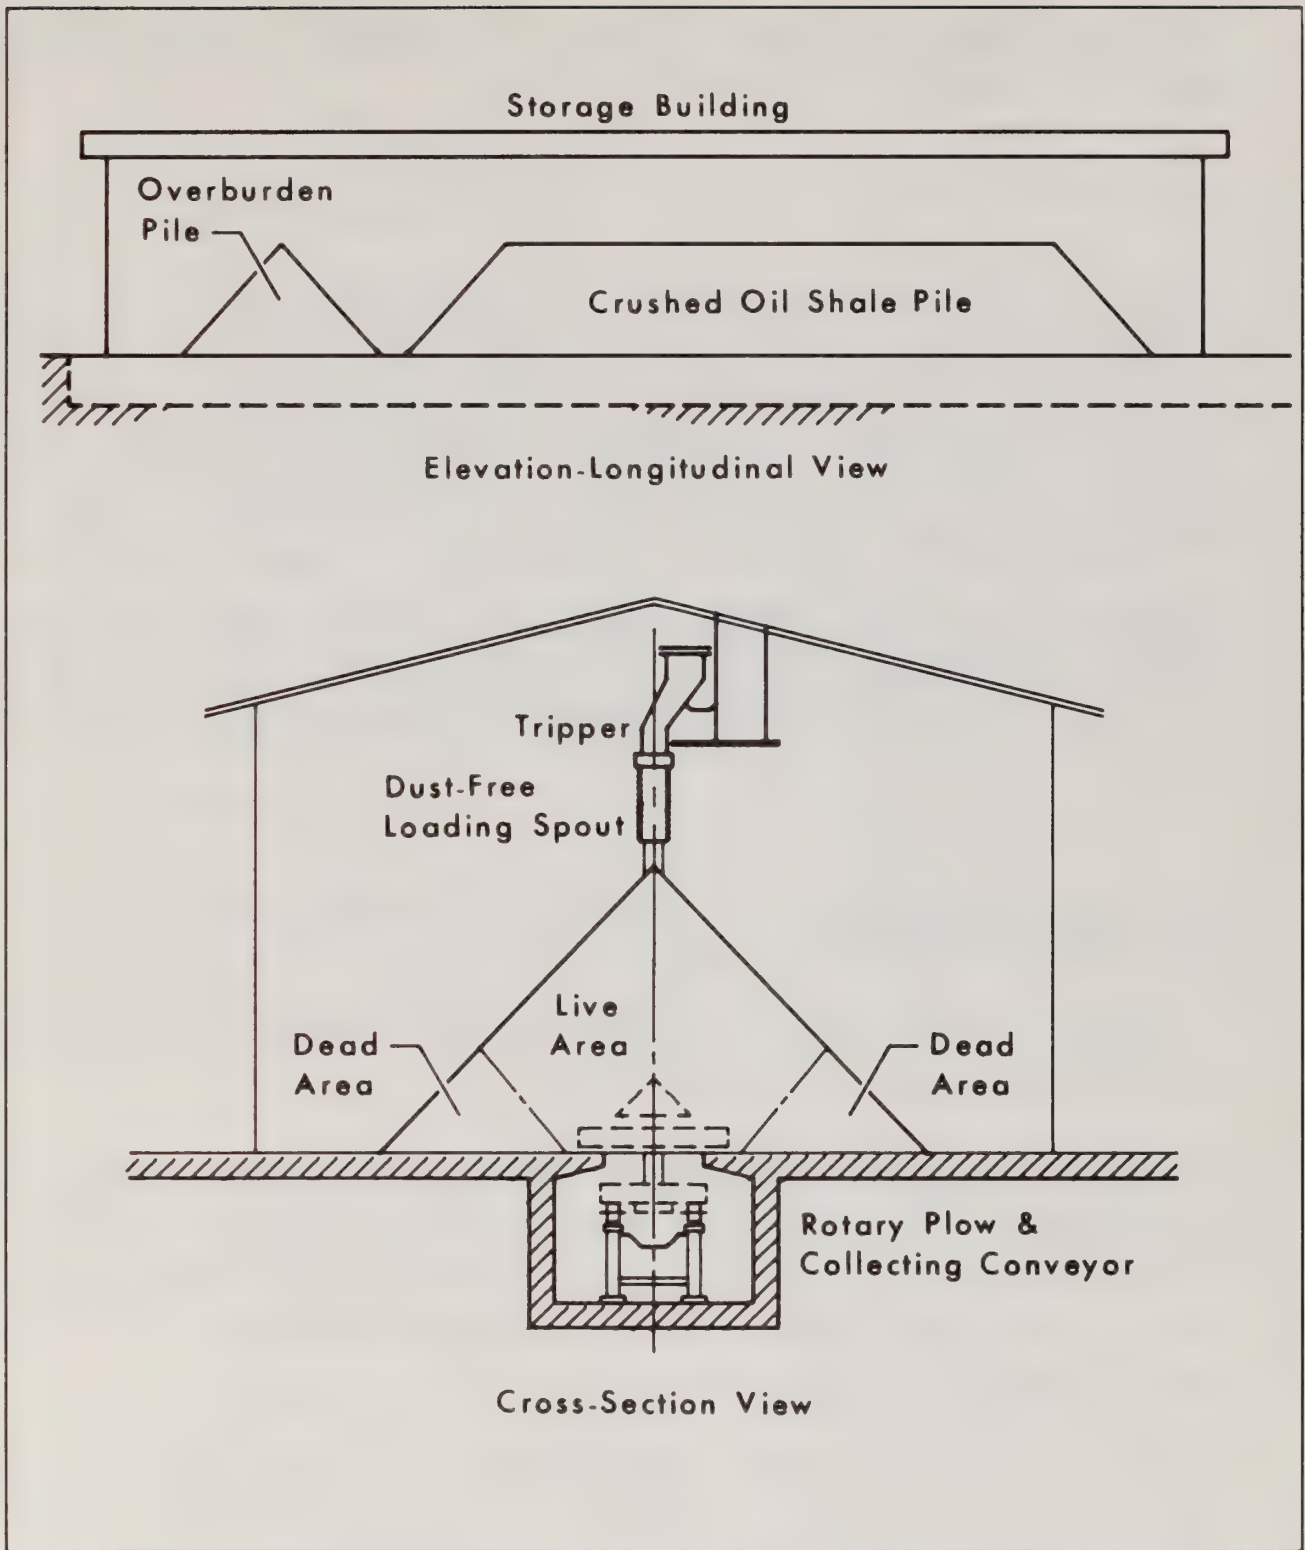 Storage Building
Overburden
Pile
Crushed Oil Shale Pile
Elevation-Longitudinal View
Tripper
Dust-Free
Loading Spout
Live
Area
Dead
Area
Dead
Area
Rotary Plow &
Collecting Conveyor
Cross-Section View